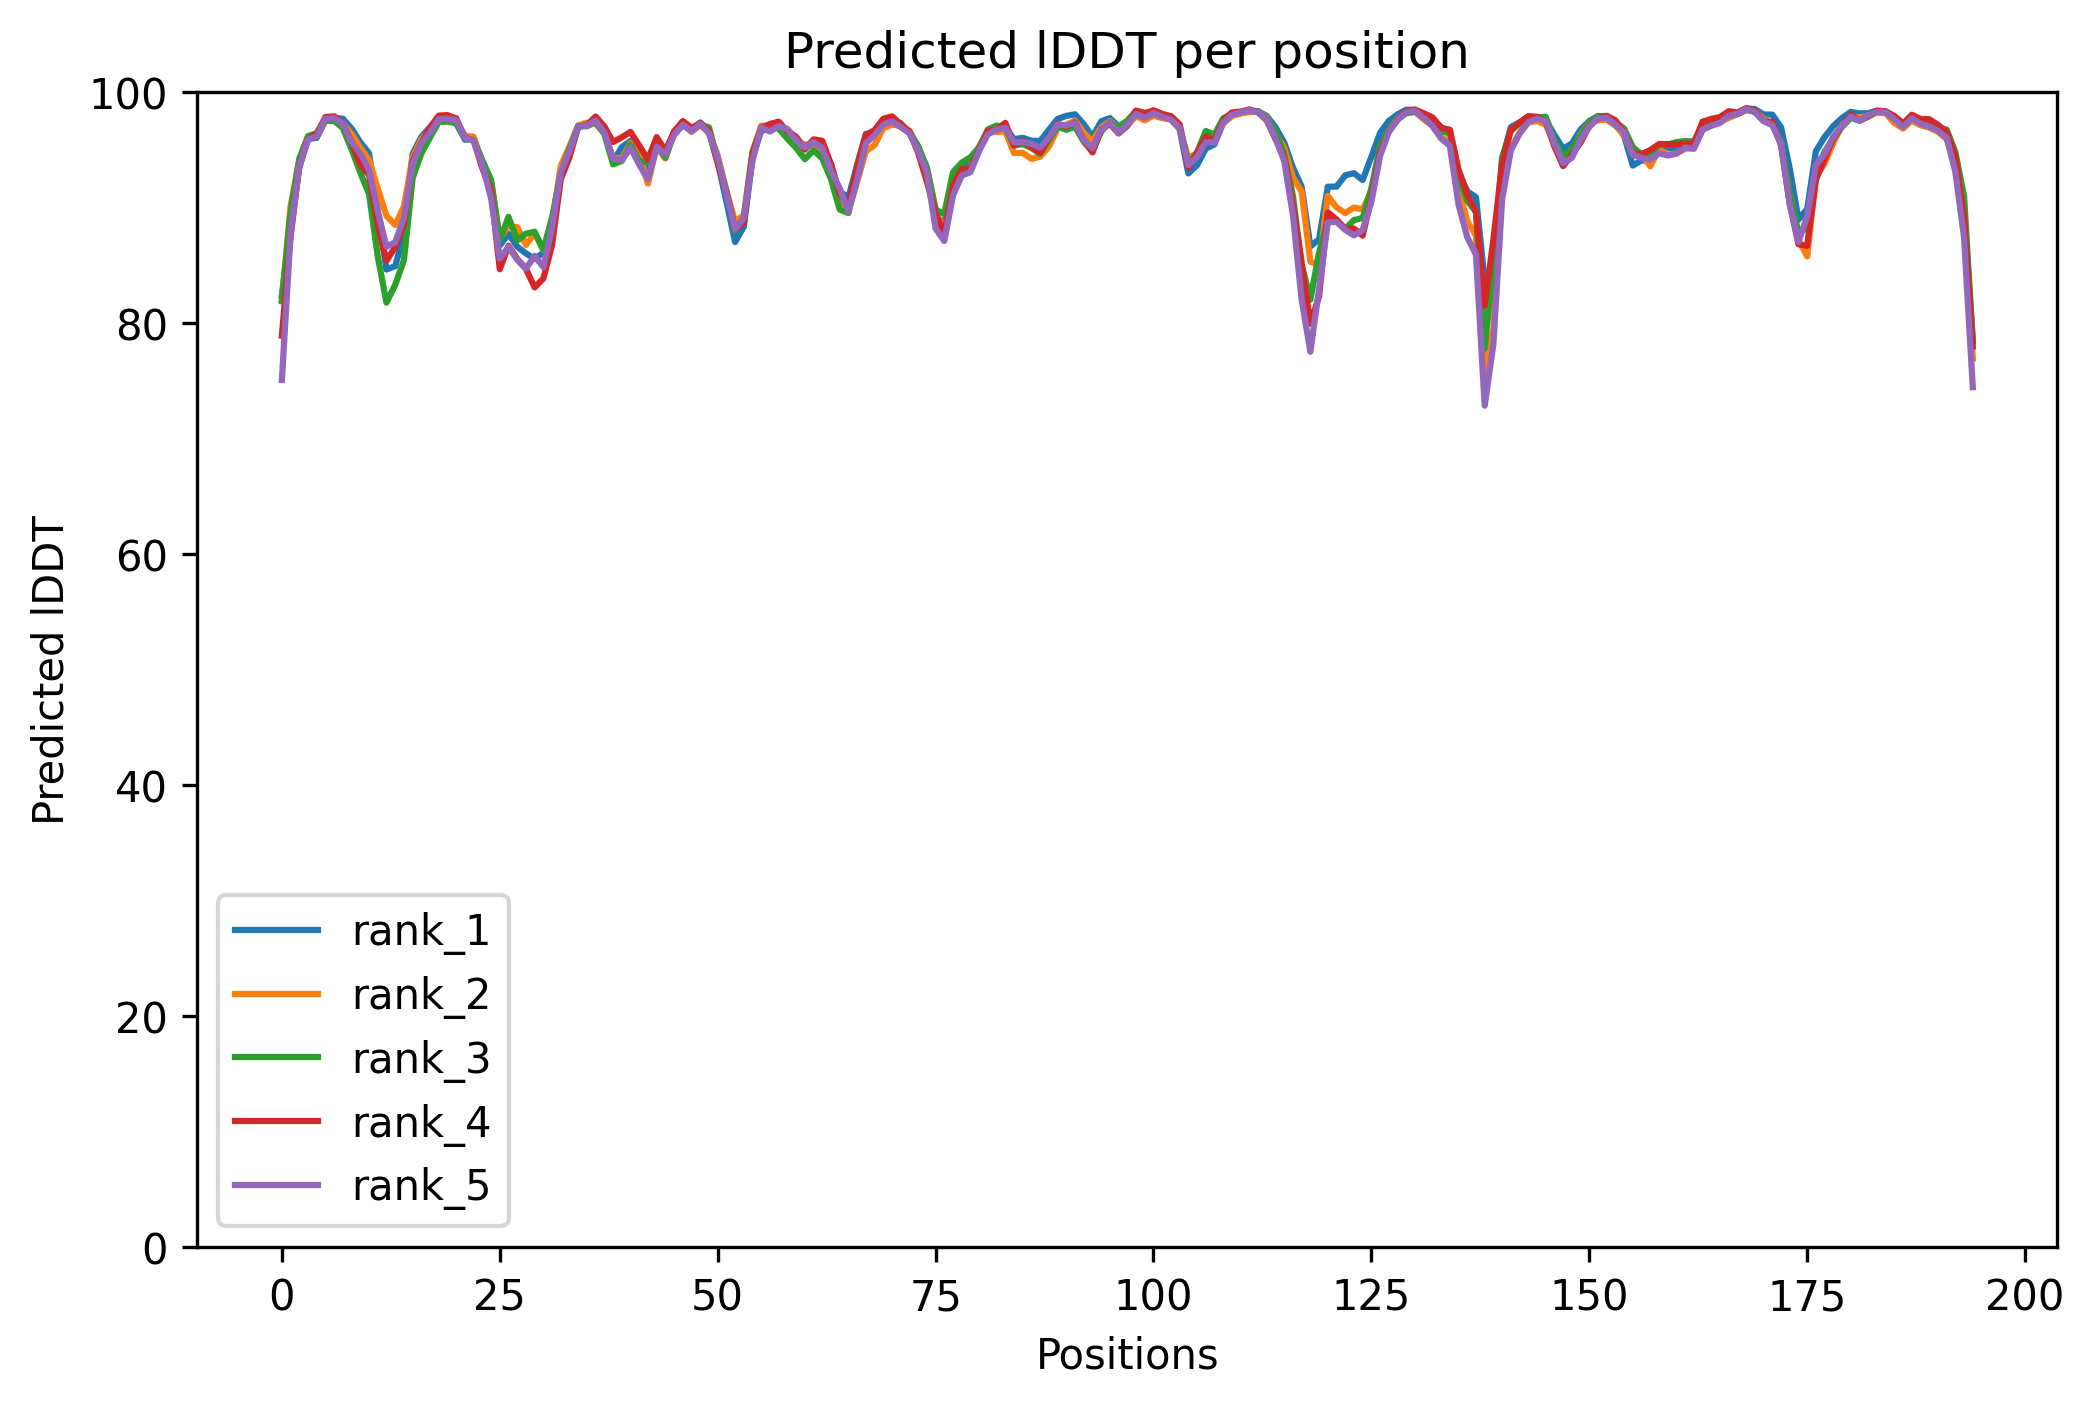 Predicted lDDT per position
100
80
60
40
20
0
Predicted lDDT
rank_1
rank_2
rank_3
rank_4
rank_5
0 25 50 75 100 125 150 175 200
Positions